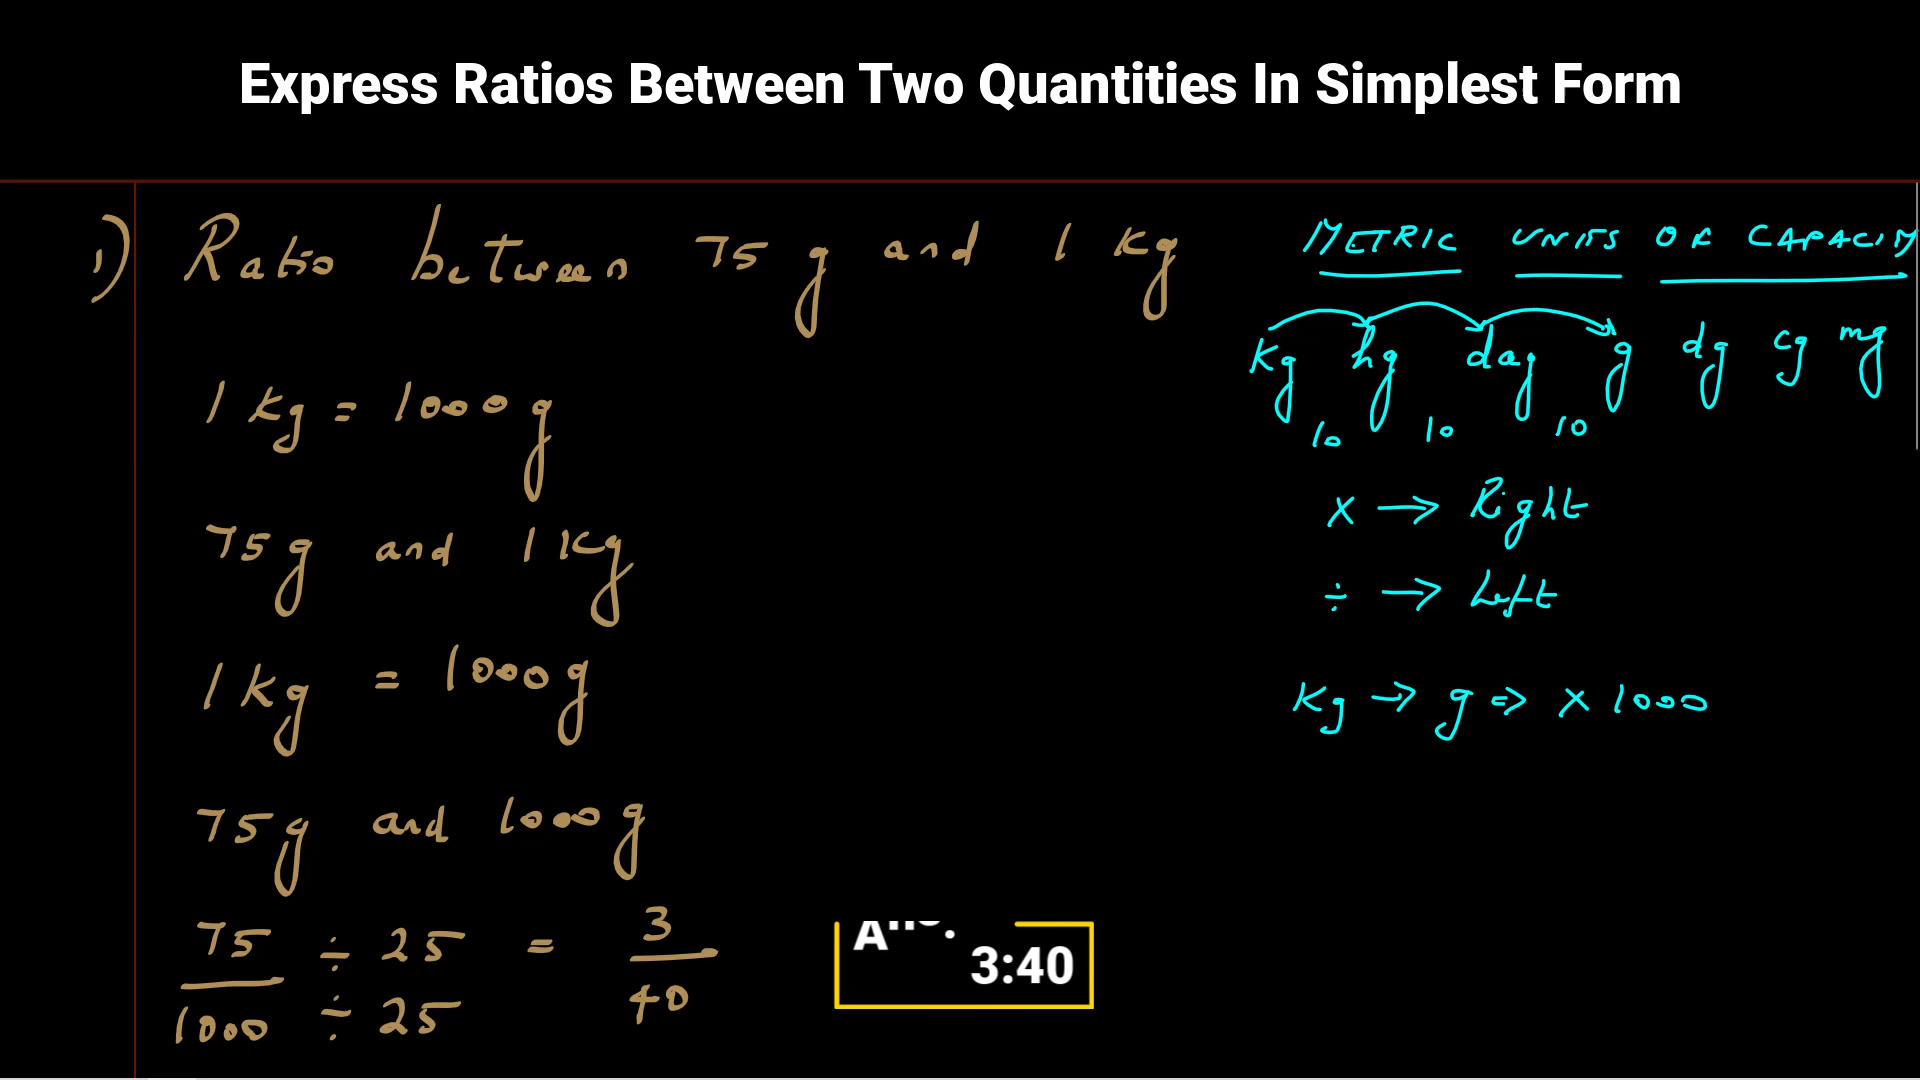 Express Ratios Between Two Quantities In Simplest Form
1) Ratio between 75 g and 1 kg
1 kg = 1000 g
75 g and 1 kg
1 kg = 1000 g
75 g and 1000 g
75 ÷ 25 = 3
1000 ÷ 25 40
3:40
METRIC UNITS OF CAPACITY
kg hg dag g dg cg mg
10 10 10
× → Right
÷ → Left
kg → g ⇒ × 1000